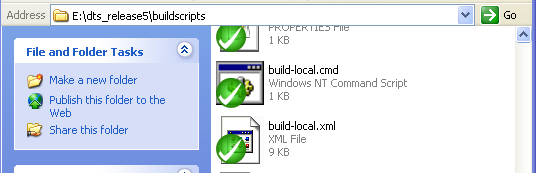 Address E:\dts_release5\buildscripts Go
File and Folder Tasks
Make a new folder
Publish this folder to the
Web
Share this folder
PROPERTIES File
1 KB
build-local.cmd
Windows NT Command Script
1 KB
build-local.xml
XML File
9 KB